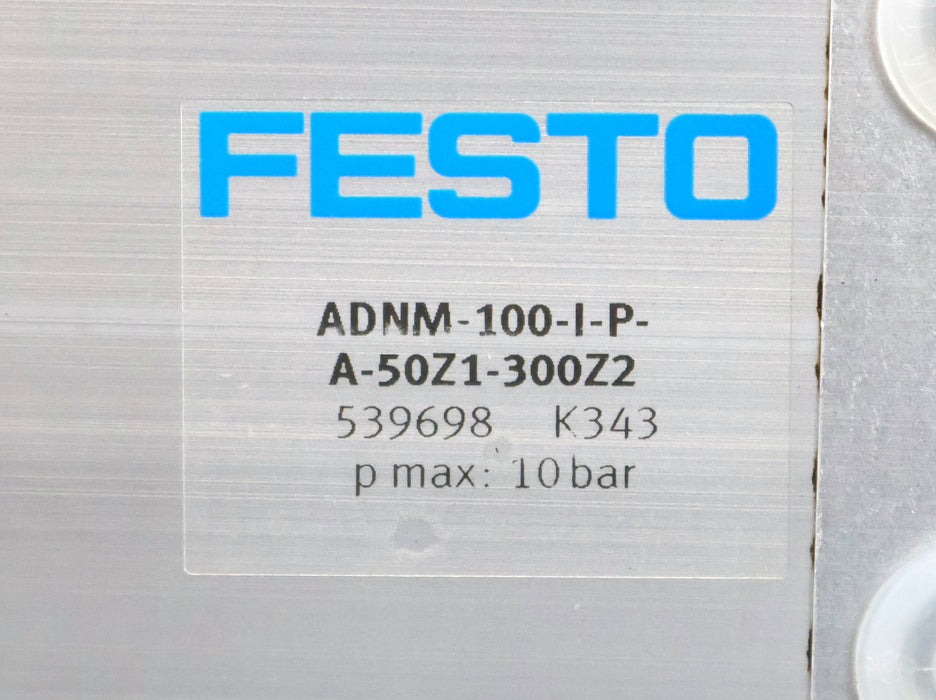 FESTO
ADNM-100-I-P-
A-50Z1-300Z2
539698 K343
p max: 10 bar